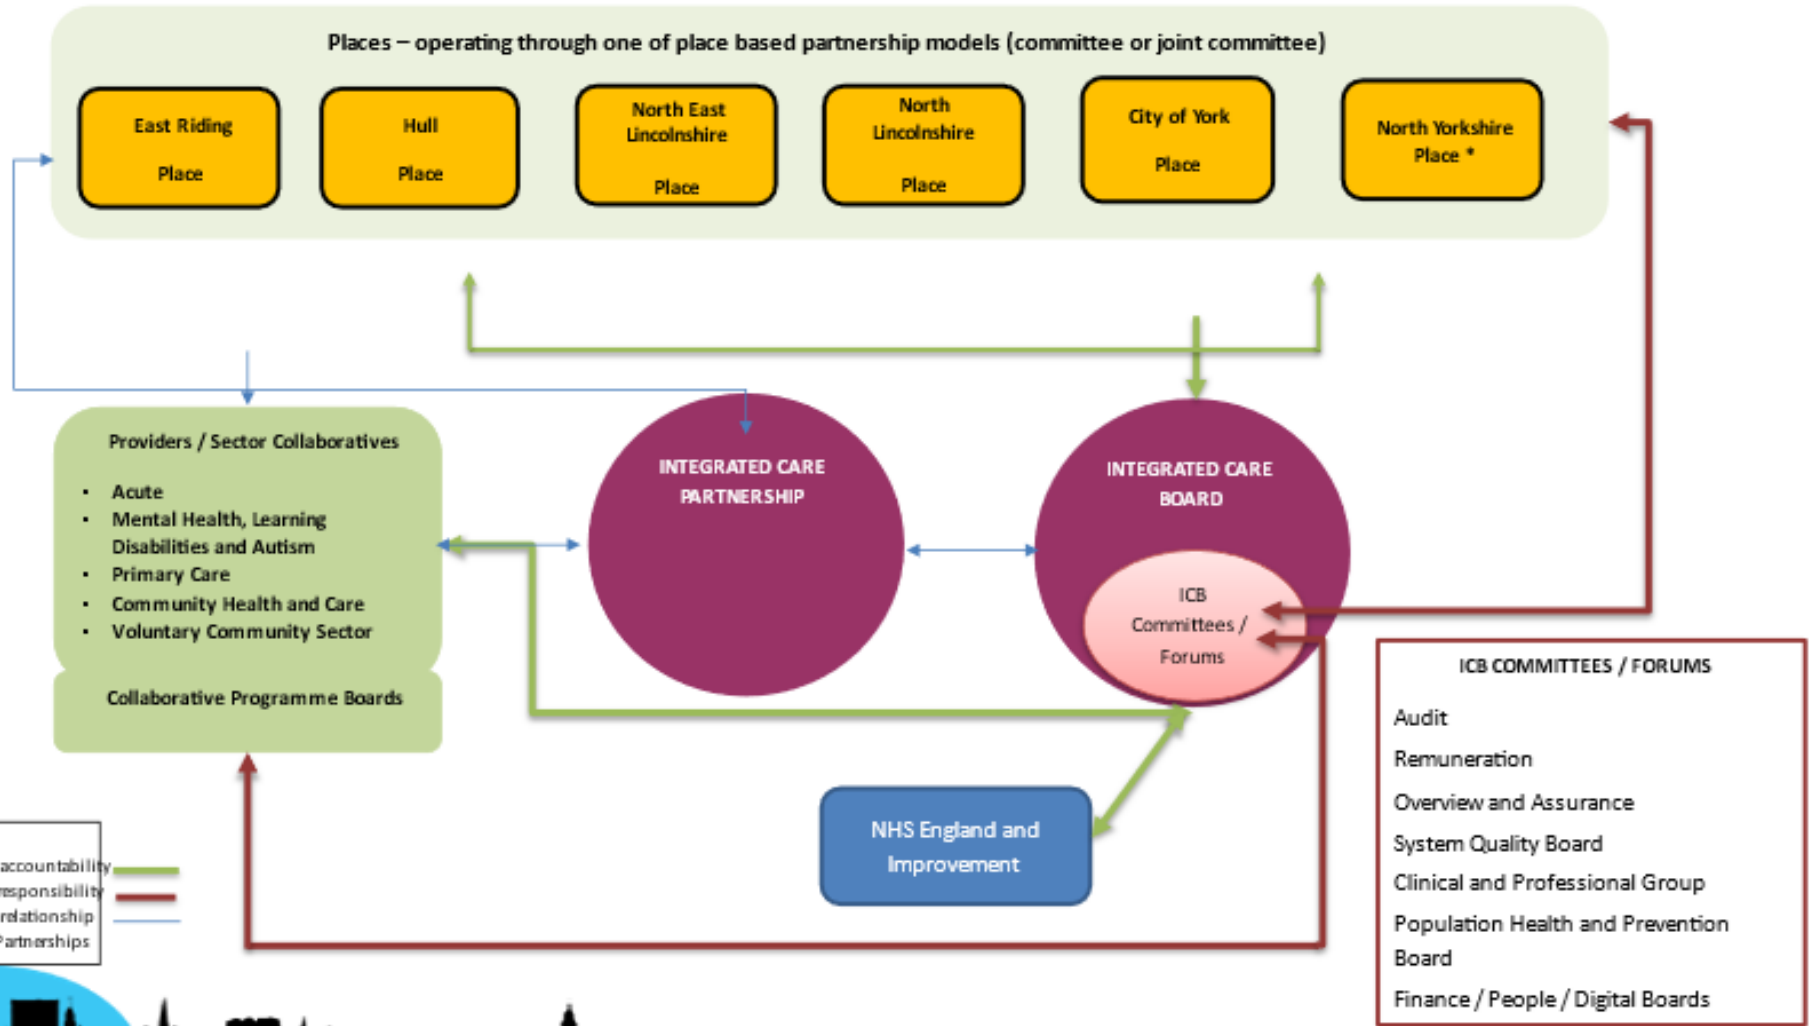 Places – operating through one of place based partnership models (committee or joint committee)
East Riding
Place
Hull
Place
North East
Lincolnshire
Place
North
Lincolnshire
Place
City of York
Place
North Yorkshire
Place *
Providers / Sector Collaboratives
• Acute
• Mental Health, Learning
Disabilities and Autism
• Primary Care
• Community Health and Care
• Voluntary Community Sector
Collaborative Programme Boards
INTEGRATED CARE
PARTNERSHIP
INTEGRATED CARE
BOARD
ICB
Committees /
Forums
NHS England and
Improvement
ICB COMMITTEES / FORUMS
Audit
Remuneration
Overview and Assurance
System Quality Board
Clinical and Professional Group
Population Health and Prevention
Board
Finance / People / Digital Boards
accountability
responsibility
relationship
Partnerships